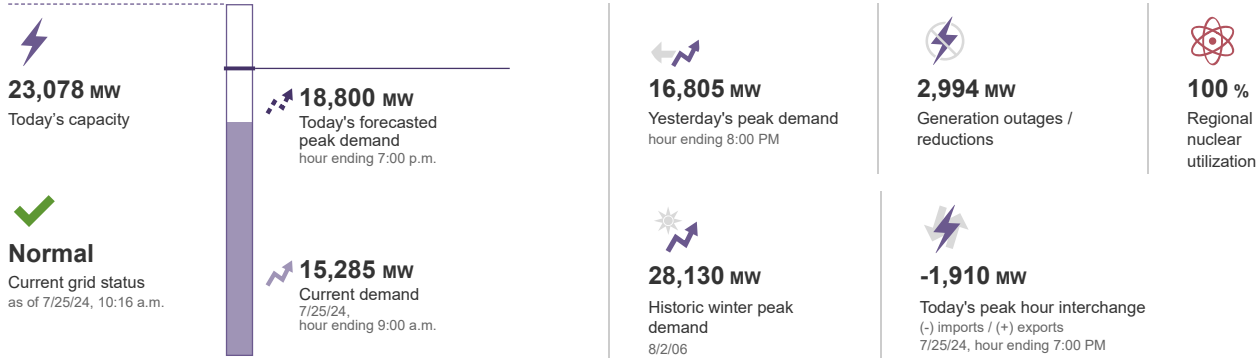 23,078 MW
Today's capacity
Normal
Current grid status
as of 7/25/24, 10:16 a.m.
18,800 MW
Today's forecasted
peak demand
hour ending 7:00 p.m.
15,285 MW
Current demand
7/25/24,
hour ending 9:00 a.m.
16,805 MW
Yesterday's peak demand
hour ending 8:00 PM
2,994 MW
Generation outages /
reductions
100 %
Regional
nuclear
utilization
28,130 MW
Historic winter peak
demand
8/2/06
-1,910 MW
Today's peak hour interchange
(-) imports / (+) exports
7/25/24, hour ending 7:00 PM